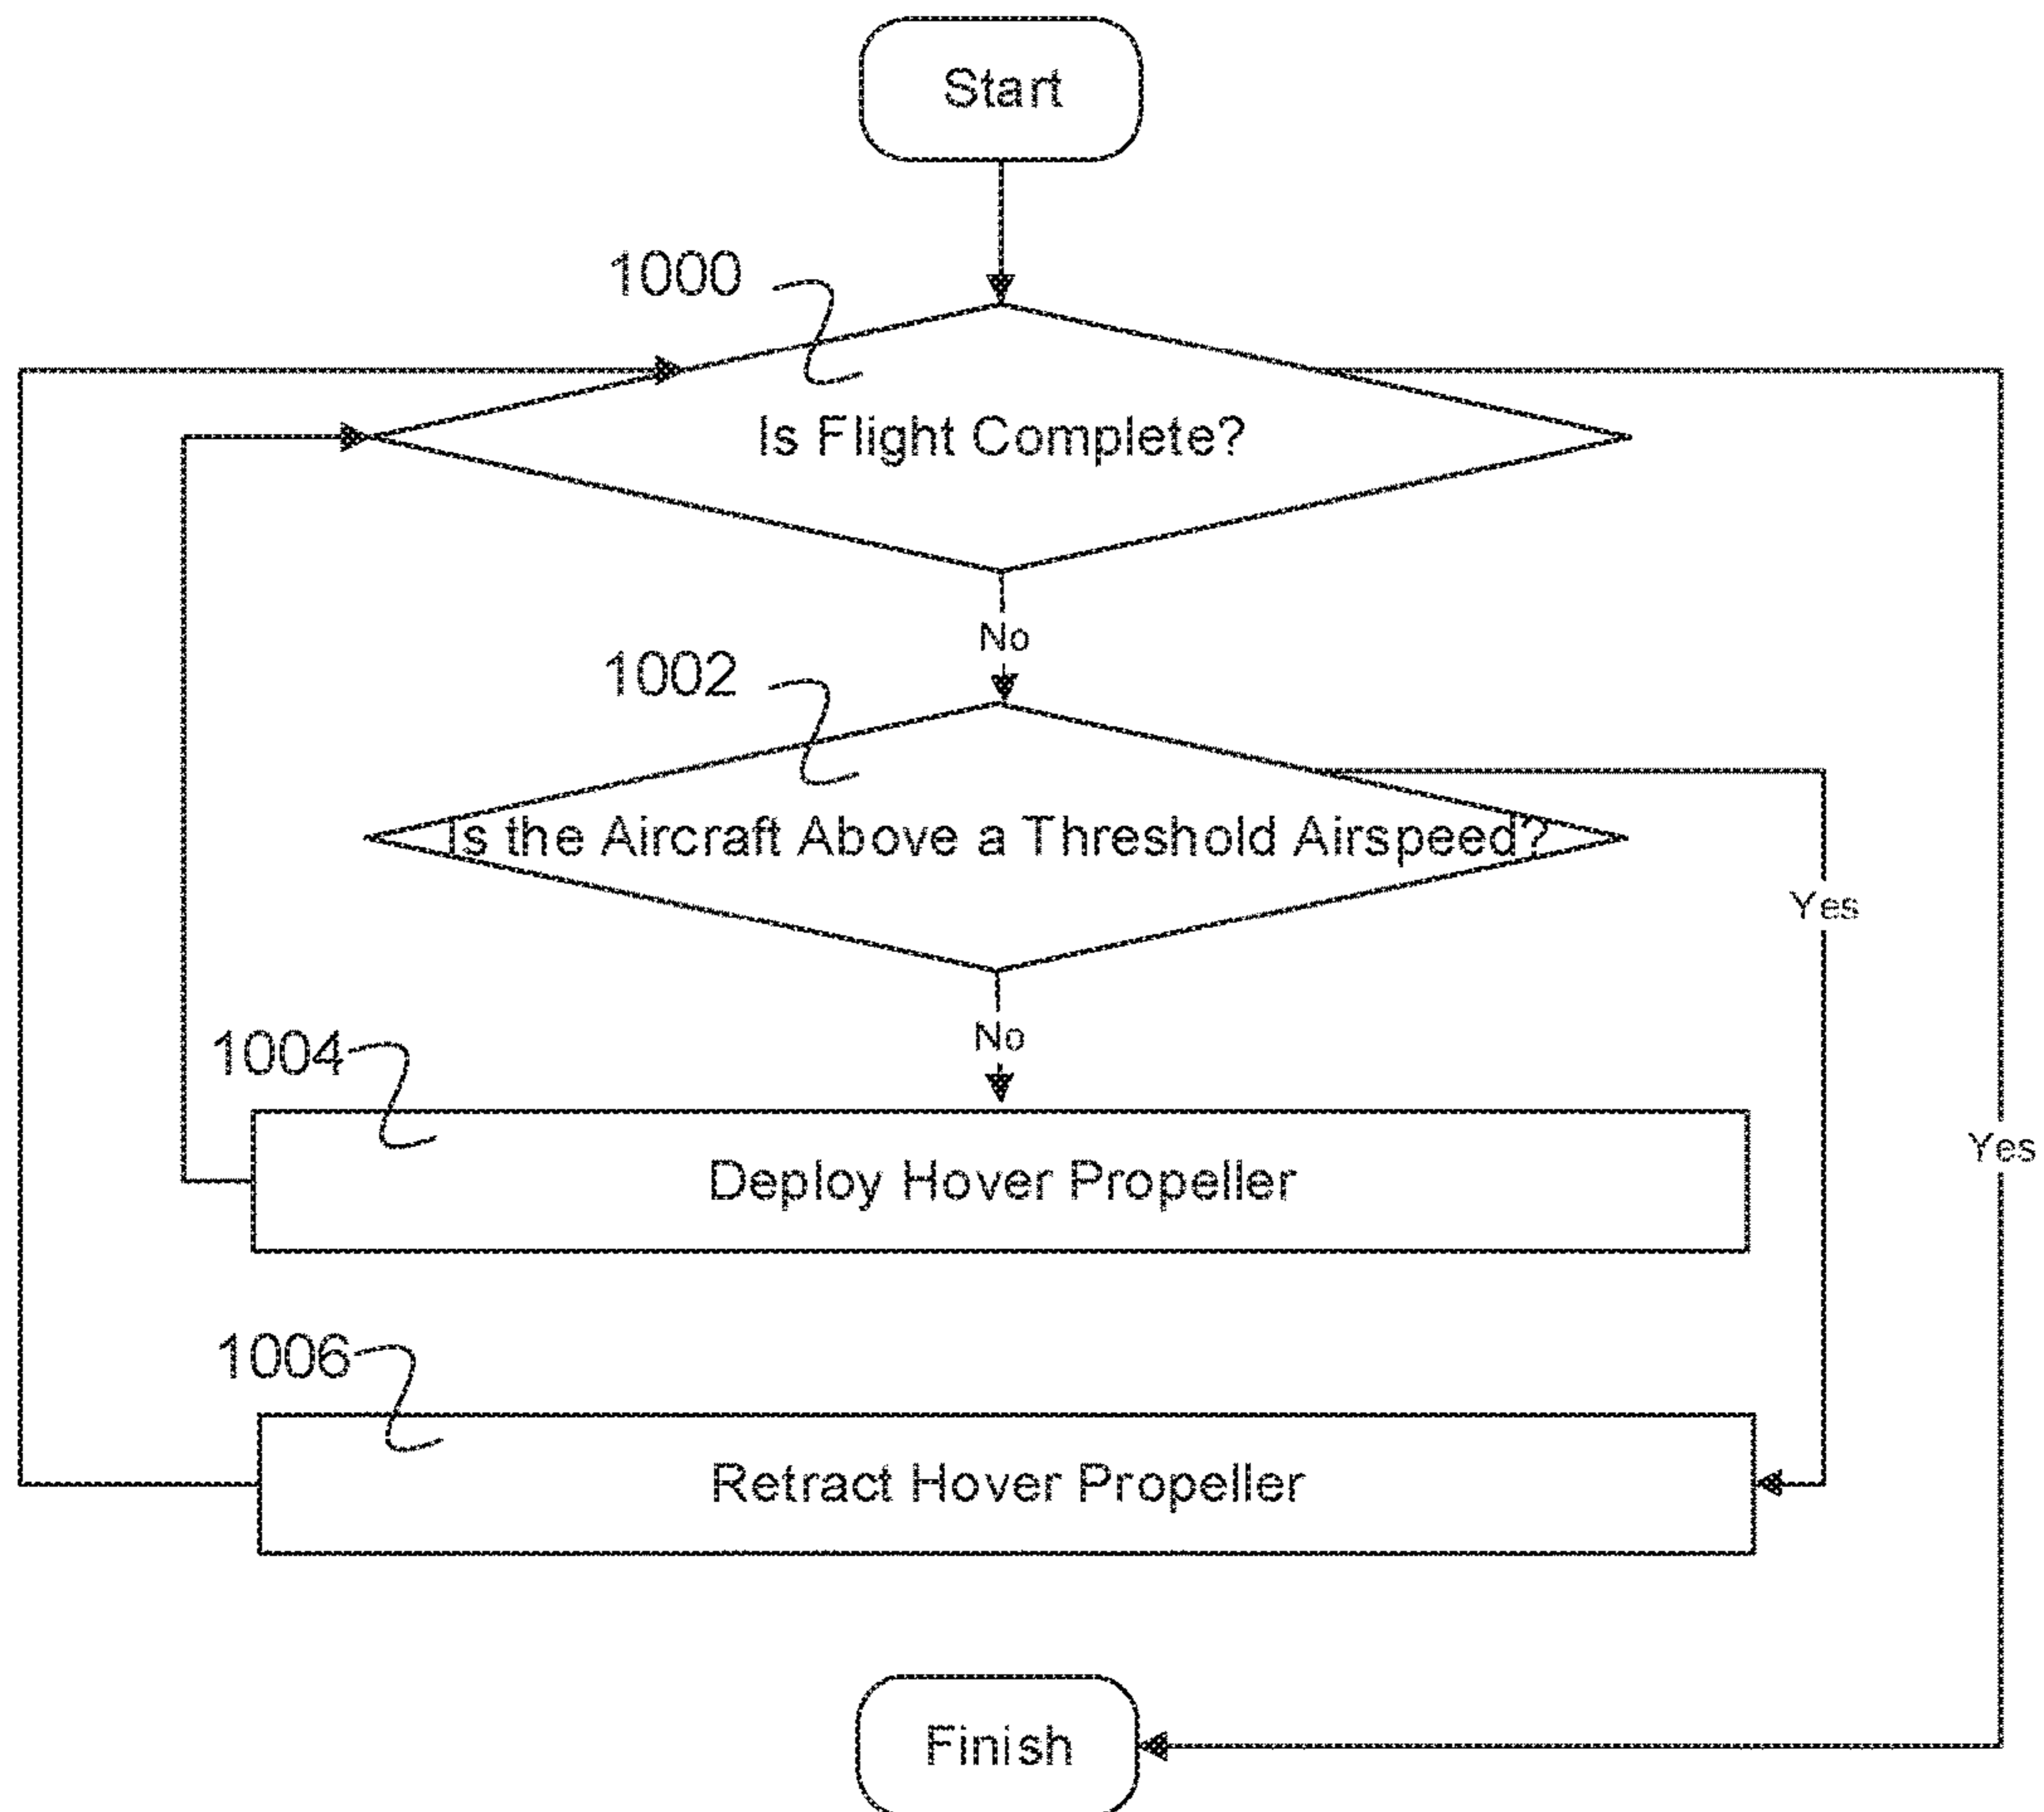 Start
1000
Is Flight Complete?
No
1002
Is the Aircraft Above a Threshold Airspeed?
Yes
No
1004
Yes
Deploy Hover Propeller
1006
Retract Hover Propeller
Finish